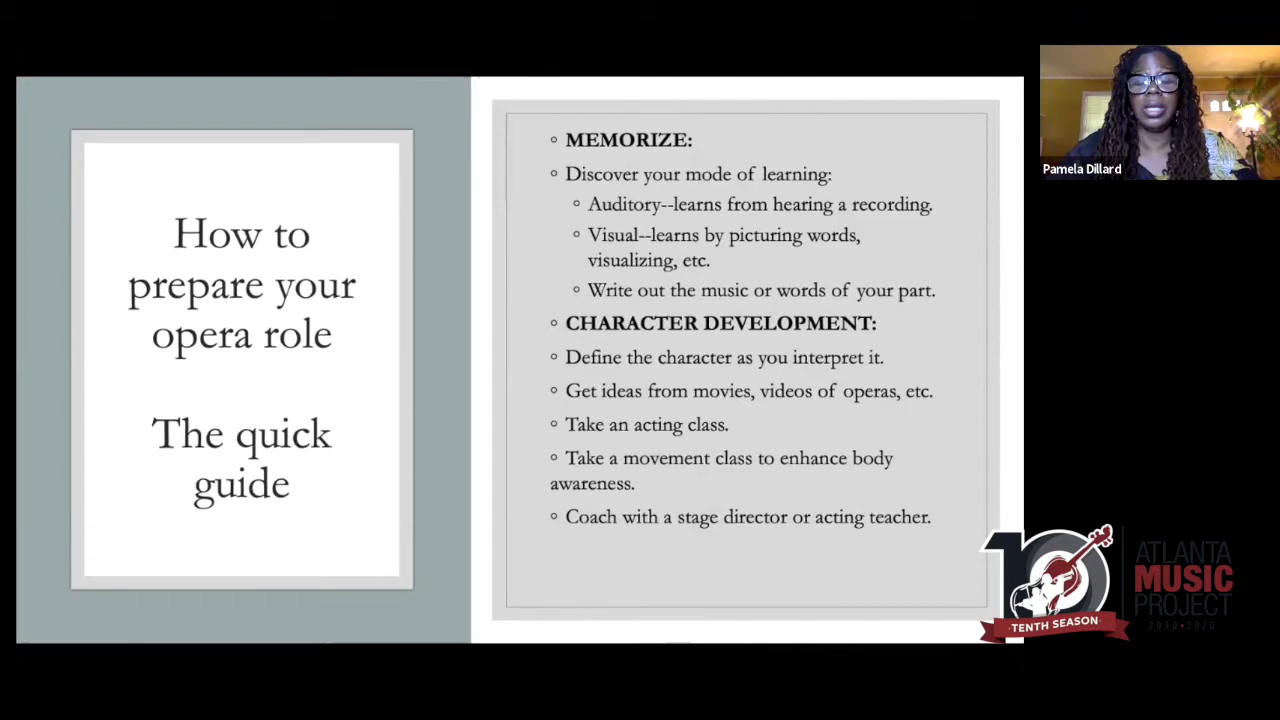 How to
prepare your
opera role
The quick
guide
MEMORIZE:
Discover your mode of learning:
Auditory--learns from hearing a recording.
Visual--learns by picturing words,
visualizing, etc.
Write out the music or words of your part.
CHARACTER DEVELOPMENT:
Define the character as you interpret it.
Get ideas from movies, videos of operas, etc.
Take an acting class.
Take a movement class to enhance body
awareness.
Coach with a stage director or acting teacher.
Pamela Dillard
10
TENTH SEASON
ATLANTA
MUSIC
PROJECT
2010•2020